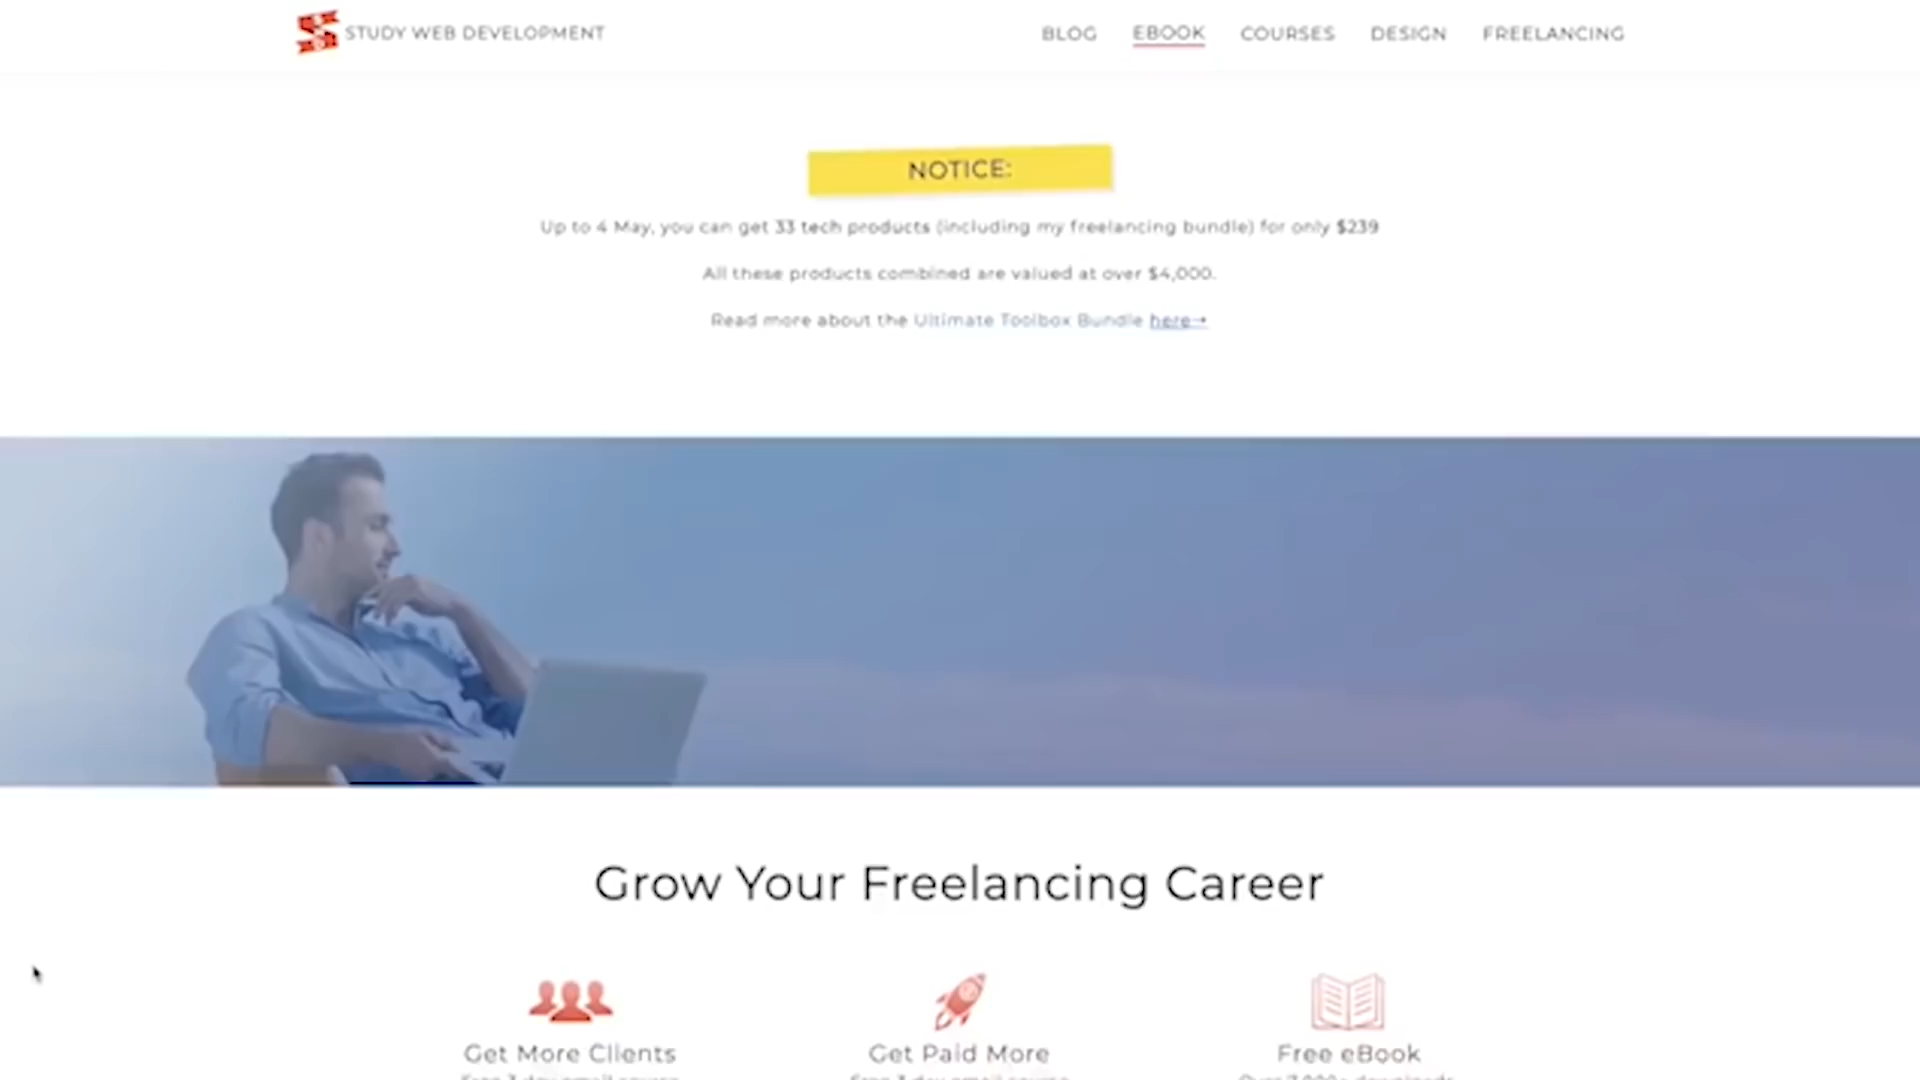 STUDY WEB DEVELOPMENT
BLOG EBOOK COURSES DESIGN FREELANCING
NOTICE:
Up to 4 May, you can get 33 tech products (including my freelancing bundle) for only $239
All these products combined are valued at over $4,000.
Read more about the Ultimate Toolbox Bundle here→
Grow Your Freelancing Career
Get More Clients Get Paid More Free eBook